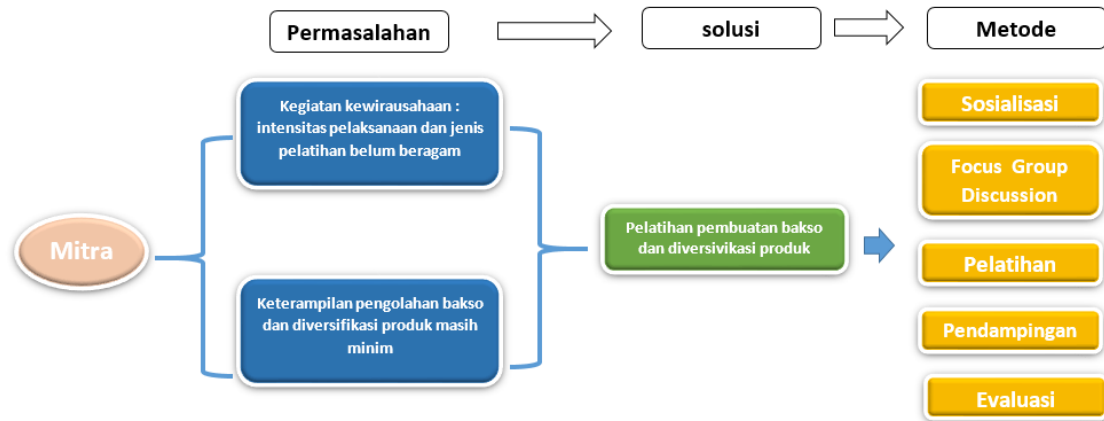 Permasalahan
solusi
Metode
Kegiatan kewirausahaan :
intensitas pelaksanaan dan jenis
pelatihan belum beragam
Mitra
Keterampilan pengolahan bakso
dan diversifikasi produk masih
minim
Pelatihan pembuatan bakso
dan diversivikasi produk
Sosialisasi
Focus Group
Discussion
Pelatihan
Pendampingan
Evaluasi